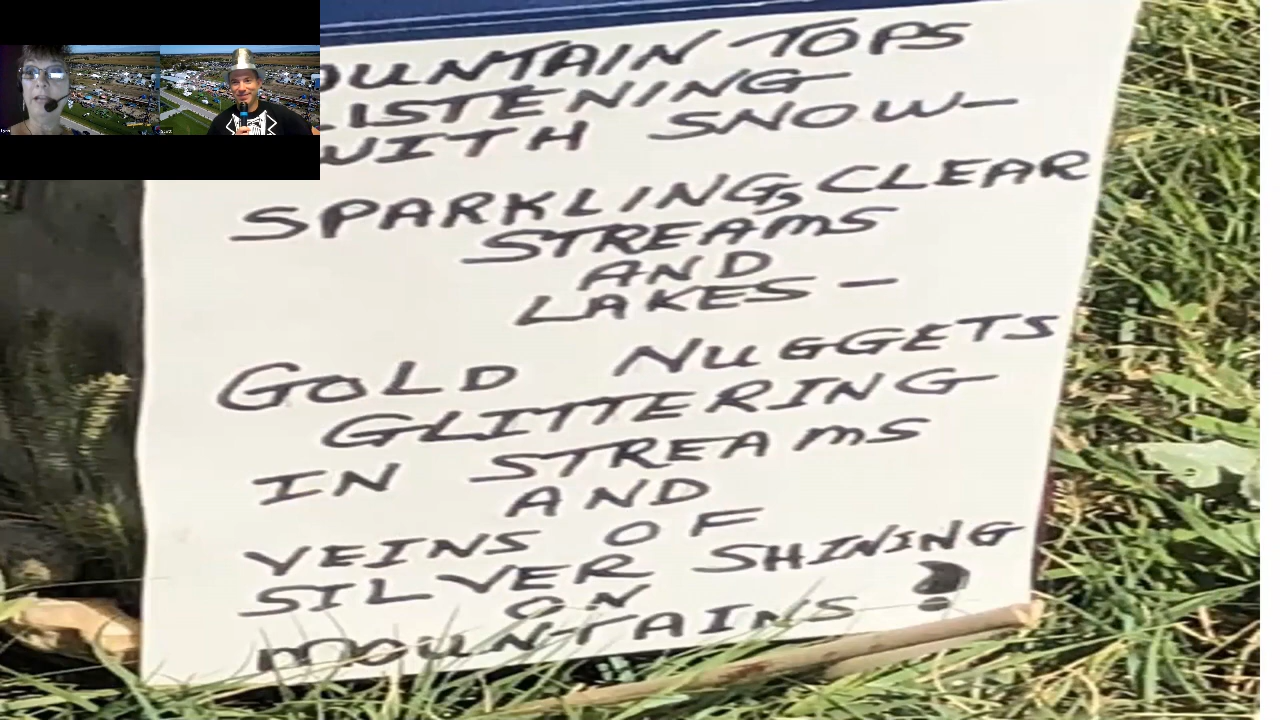 OUNTAIN TOPS
LISTENING
WITH SNOW-
SPARKLING, CLEAR
STREAMS
AND
LAKES-
GOLD NUGGETS
GLITTERING
IN STREAMS
AND
VEINS OF
SILVER SHINING
ON
MOUNTAINS?